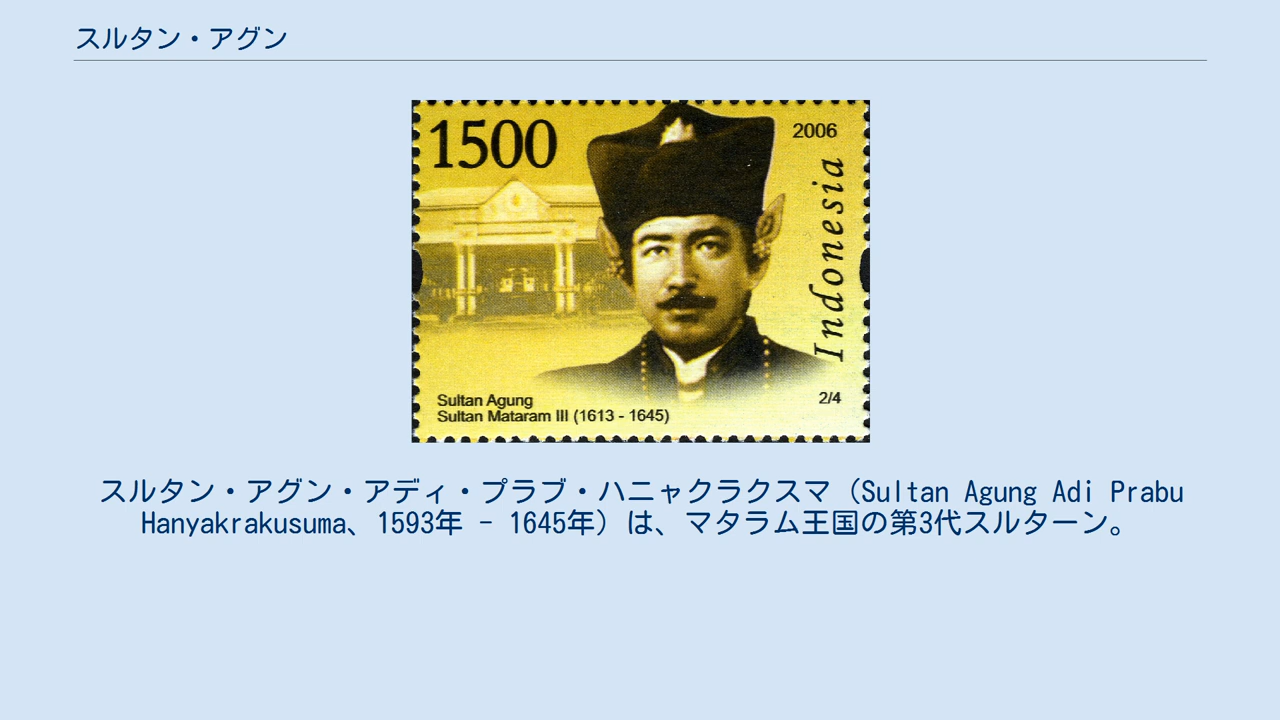 スルタン・アグン
1500
2006
Indonesia
Sultan Agung
Sultan Mataram III (1613 - 1645)
2/4
スルタン・アグン・アディ・プラブ・ハニャクラクスマ（Sultan Agung Adi Prabu
Hanyakrakusuma、1593年 - 1645年）は、マタラム王国の第3代スルターン。